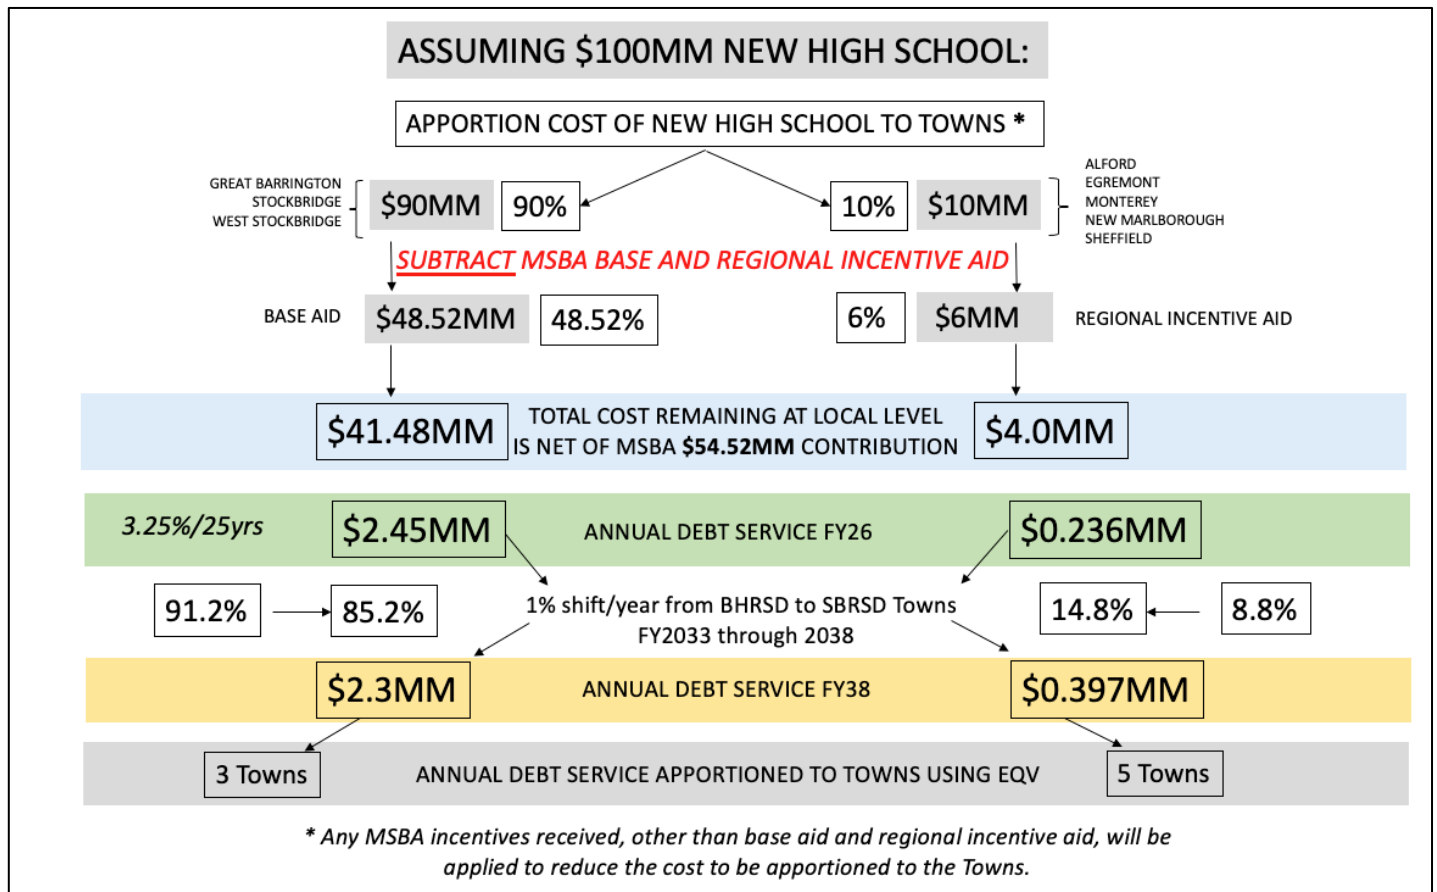 ASSUMING $100MM NEW HIGH SCHOOL:
APPORTION COST OF NEW HIGH SCHOOL TO TOWNS *
GREAT BARRINGTON
STOCKBRIDGE
WEST STOCKBRIDGE
$90MM
90%
10%
$10MM
ALFORD
EGREMONT
MONTEREY
NEW MARLBOROUGH
SHEFFIELD
SUBTRACT MSBA BASE AND REGIONAL INCENTIVE AID
BASE AID
$48.52MM
48.52%
6%
$6MM
REGIONAL INCENTIVE AID
$41.48MM
TOTAL COST REMAINING AT LOCAL LEVEL
IS NET OF MSBA $54.52MM CONTRIBUTION
$4.0MM
3.25%/25yrs
$2.45MM
ANNUAL DEBT SERVICE FY26
$0.236MM
91.2%
85.2%
1% shift/year from BHRSD to SBRSD Towns
FY2033 through 2038
14.8%
8.8%
$2.3MM
ANNUAL DEBT SERVICE FY38
$0.397MM
3 Towns
ANNUAL DEBT SERVICE APPORTIONED TO TOWNS USING EQV
5 Towns
* Any MSBA incentives received, other than base aid and regional incentive aid, will be
applied to reduce the cost to be apportioned to the Towns.